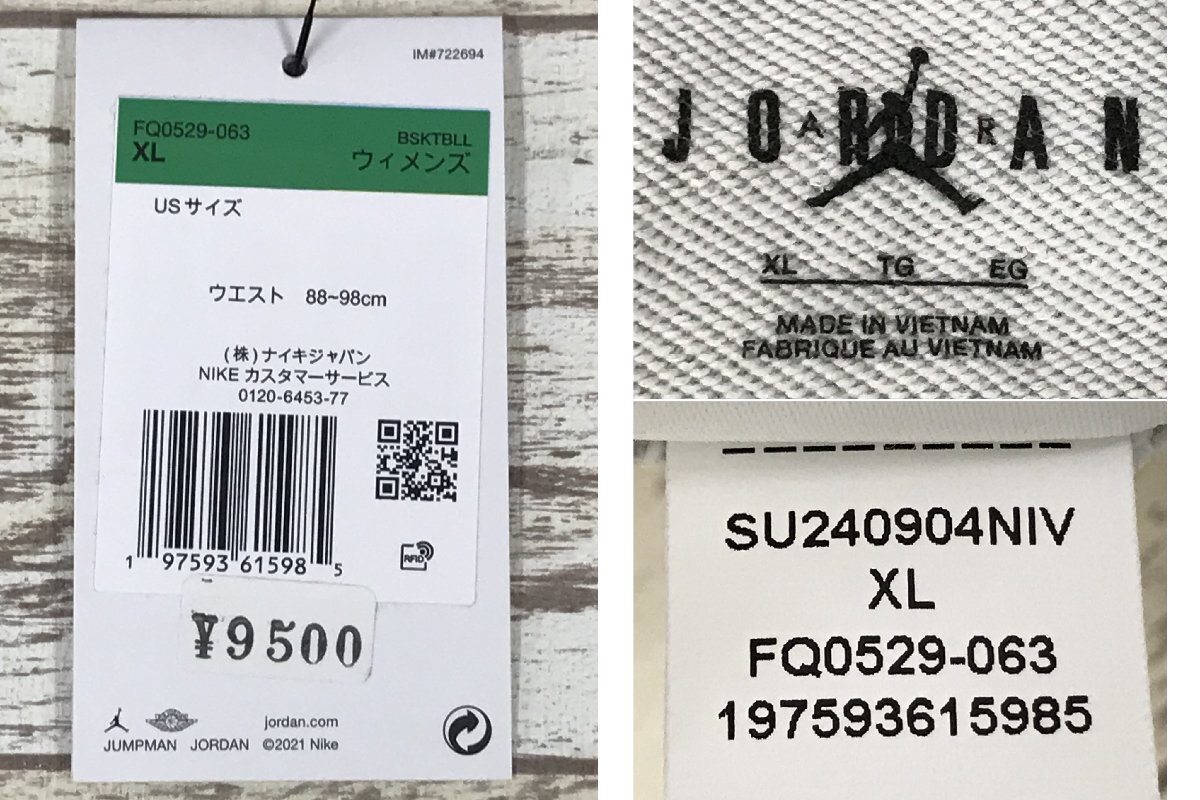 IM#722694
FQ0529-063
XL
BSKTBLL
ウィメンズ
USサイズ
ウエスト 88~98cm
(株)ナイキジャパン
NIKE カスタマーサービス
0120-6453-77
1 97593 61598 5
RFID
¥9500
JUMPMAN JORDAN
jordan.com
©2021 Nike
JORDAN
AIR
XL TG EG
MADE IN VIETNAM
FABRIQUE AU VIETNAM
SU240904NIV
XL
FQ0529-063
197593615985